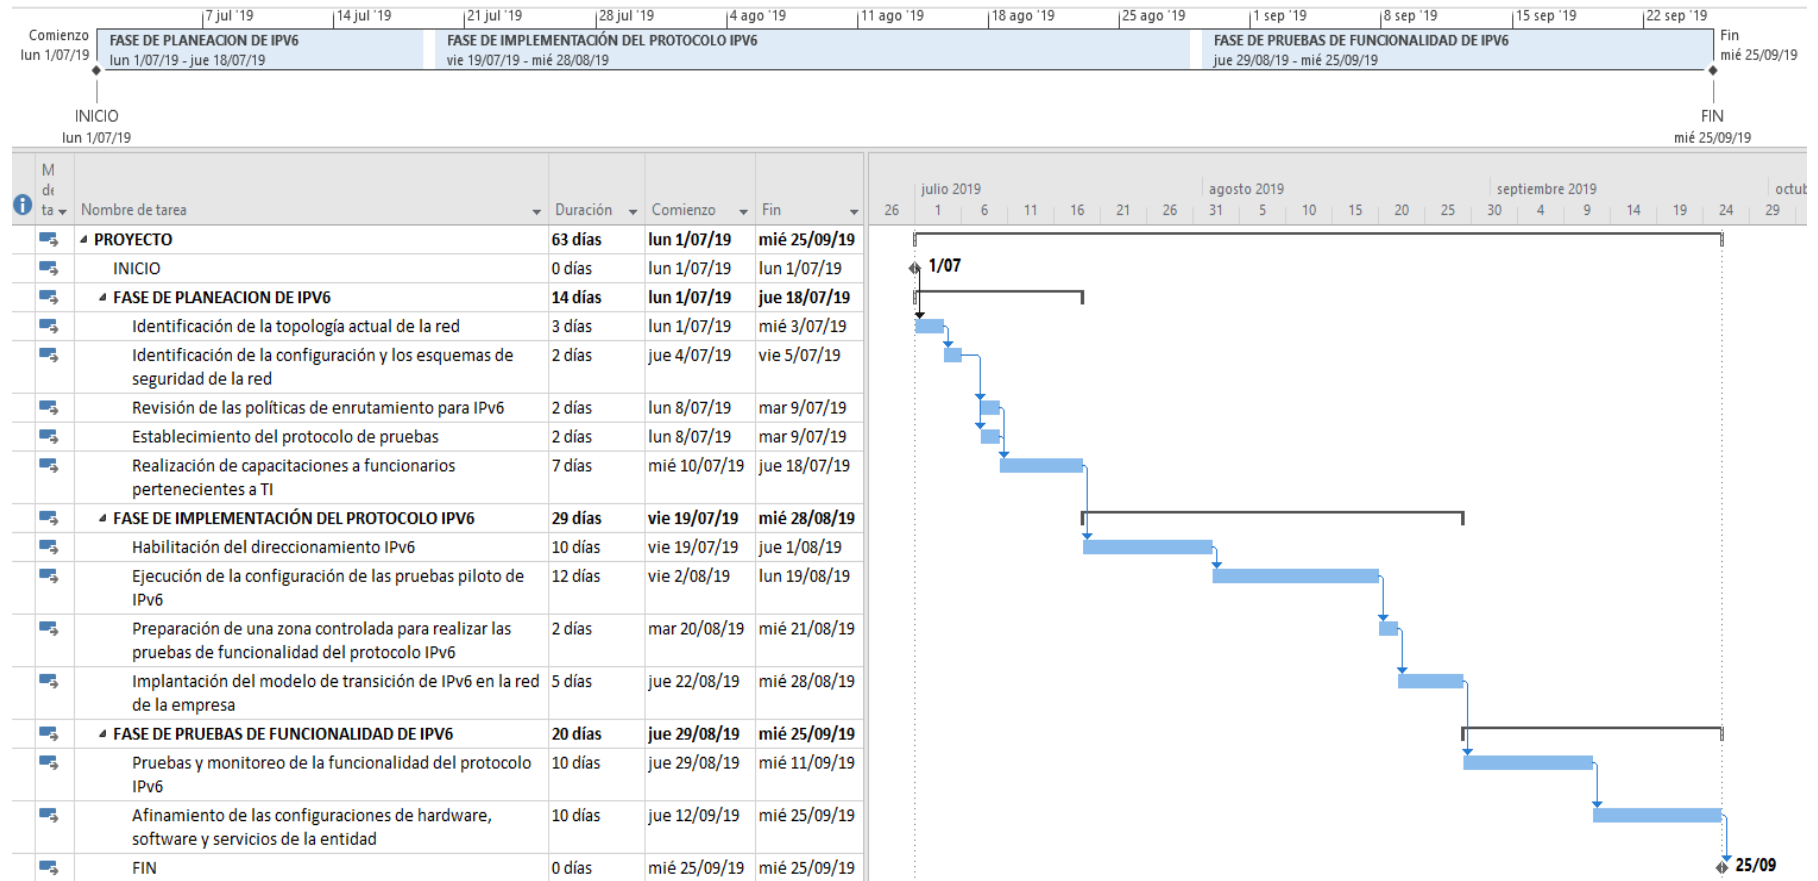 7 jul '19 14 jul '19 21 jul '19 28 jul '19 4 ago '19 11 ago '19 18 ago '19 25 ago '19 1 sep '19 8 sep '19 15 sep '19 22 sep '19
Comienzo
lun 1/07/19
FASE DE PLANEACION DE IPV6
lun 1/07/19 - jue 18/07/19
FASE DE IMPLEMENTACIÓN DEL PROTOCOLO IPV6
vie 19/07/19 - mié 28/08/19
FASE DE PRUEBAS DE FUNCIONALIDAD DE IPV6
jue 29/08/19 - mié 25/09/19
Fin
mié 25/09/19
INICIO
lun 1/07/19
FIN
mié 25/09/19
M
de
ta Nombre de tarea Duración Comienzo Fin
julio 2019 agosto 2019 septiembre 2019 octub
26 1 6 11 16 21 26 31 5 10 15 20 25 30 4 9 14 19 24 29
PROYECTO 63 días lun 1/07/19 mié 25/09/19
INICIO 0 días lun 1/07/19 lun 1/07/19 1/07
FASE DE PLANEACION DE IPV6 14 días lun 1/07/19 jue 18/07/19
Identificación de la topología actual de la red 3 días lun 1/07/19 mié 3/07/19
Identificación de la configuración y los esquemas de 2 días jue 4/07/19 vie 5/07/19
seguridad de la red
Revisión de las políticas de enrutamiento para IPv6 2 días lun 8/07/19 mar 9/07/19
Establecimiento del protocolo de pruebas 2 días lun 8/07/19 mar 9/07/19
Realización de capacitaciones a funcionarios 7 días mié 10/07/19 jue 18/07/19
pertenecientes a TI
FASE DE IMPLEMENTACIÓN DEL PROTOCOLO IPV6 29 días vie 19/07/19 mié 28/08/19
Habilitación del direccionamiento IPv6 10 días vie 19/07/19 jue 1/08/19
Ejecución de la configuración de las pruebas piloto de 12 días vie 2/08/19 lun 19/08/19
IPv6
Preparación de una zona controlada para realizar las 2 días mar 20/08/19 mié 21/08/19
pruebas de funcionalidad del protocolo IPv6
Implantación del modelo de transición de IPv6 en la red 5 días jue 22/08/19 mié 28/08/19
de la empresa
FASE DE PRUEBAS DE FUNCIONALIDAD DE IPV6 20 días jue 29/08/19 mié 25/09/19
Pruebas y monitoreo de la funcionalidad del protocolo 10 días jue 29/08/19 mié 11/09/19
IPv6
Afinamiento de las configuraciones de hardware, 10 días jue 12/09/19 mié 25/09/19
software y servicios de la entidad
FIN 0 días mié 25/09/19 mié 25/09/19 25/09